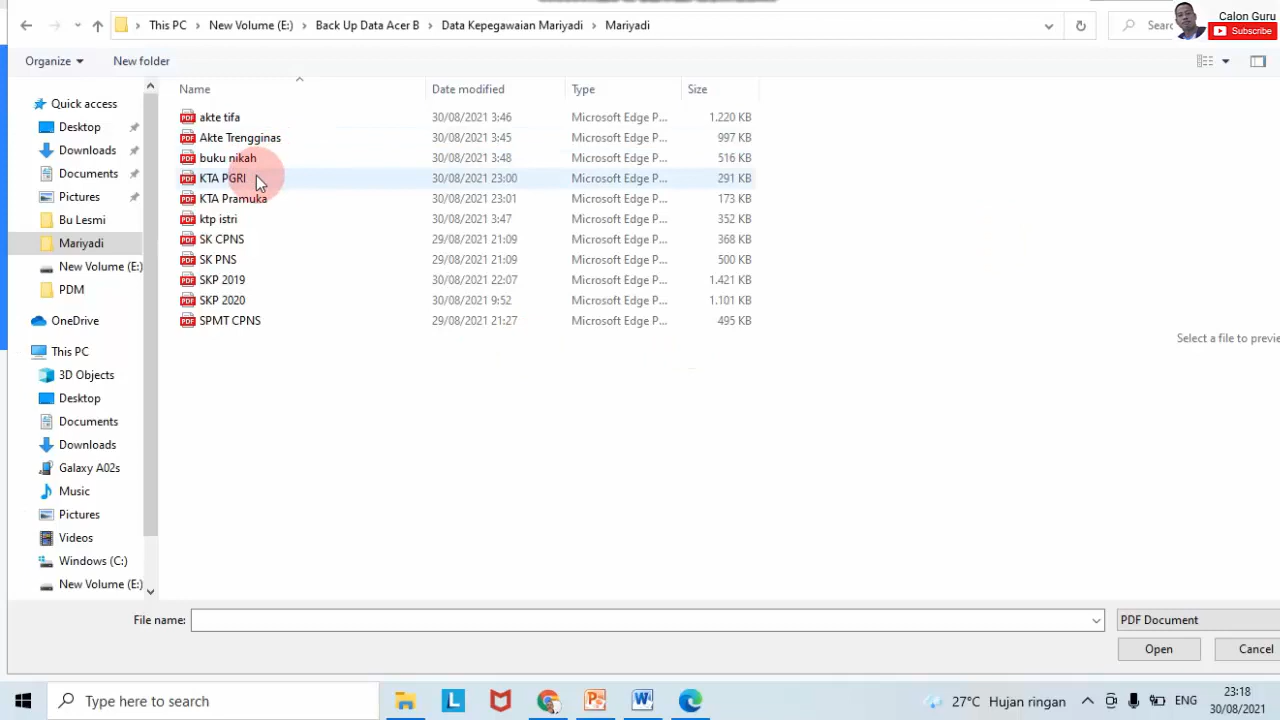 This PC > New Volume (E:) > Back Up Data Acer B > Data Kepegawaian Mariyadi > Mariyadi
Calon Guru
Subscribe
Organize
New folder
Name
Date modified
Type
Size
Quick access
Desktop
Downloads
Documents
Pictures
Bu Lesmi
Mariyadi
New Volume (E:)
PDM
OneDrive
This PC
3D Objects
Desktop
Documents
Downloads
Galaxy A02s
Music
Pictures
Videos
Windows (C:)
New Volume (E:)
akte tifa 30/08/2021 3:46 Microsoft Edge P... 1.220 KB
Akte Trengginas 30/08/2021 3:45 Microsoft Edge P... 997 KB
buku nikah 30/08/2021 3:48 Microsoft Edge P... 516 KB
KTA PGRI 30/08/2021 23:00 Microsoft Edge P... 291 KB
KTA Pramuka 30/08/2021 23:01 Microsoft Edge P... 173 KB
ktp istri 30/08/2021 3:47 Microsoft Edge P... 352 KB
SK CPNS 29/08/2021 21:09 Microsoft Edge P... 368 KB
SK PNS 29/08/2021 21:09 Microsoft Edge P... 500 KB
SKP 2019 30/08/2021 22:07 Microsoft Edge P... 1.421 KB
SKP 2020 30/08/2021 9:52 Microsoft Edge P... 1.101 KB
SPMT CPNS 29/08/2021 21:27 Microsoft Edge P... 495 KB
Select a file to previe
File name:
PDF Document
Open
Cancel
Type here to search
27°C Hujan ringan
ENG
23:18
30/08/2021